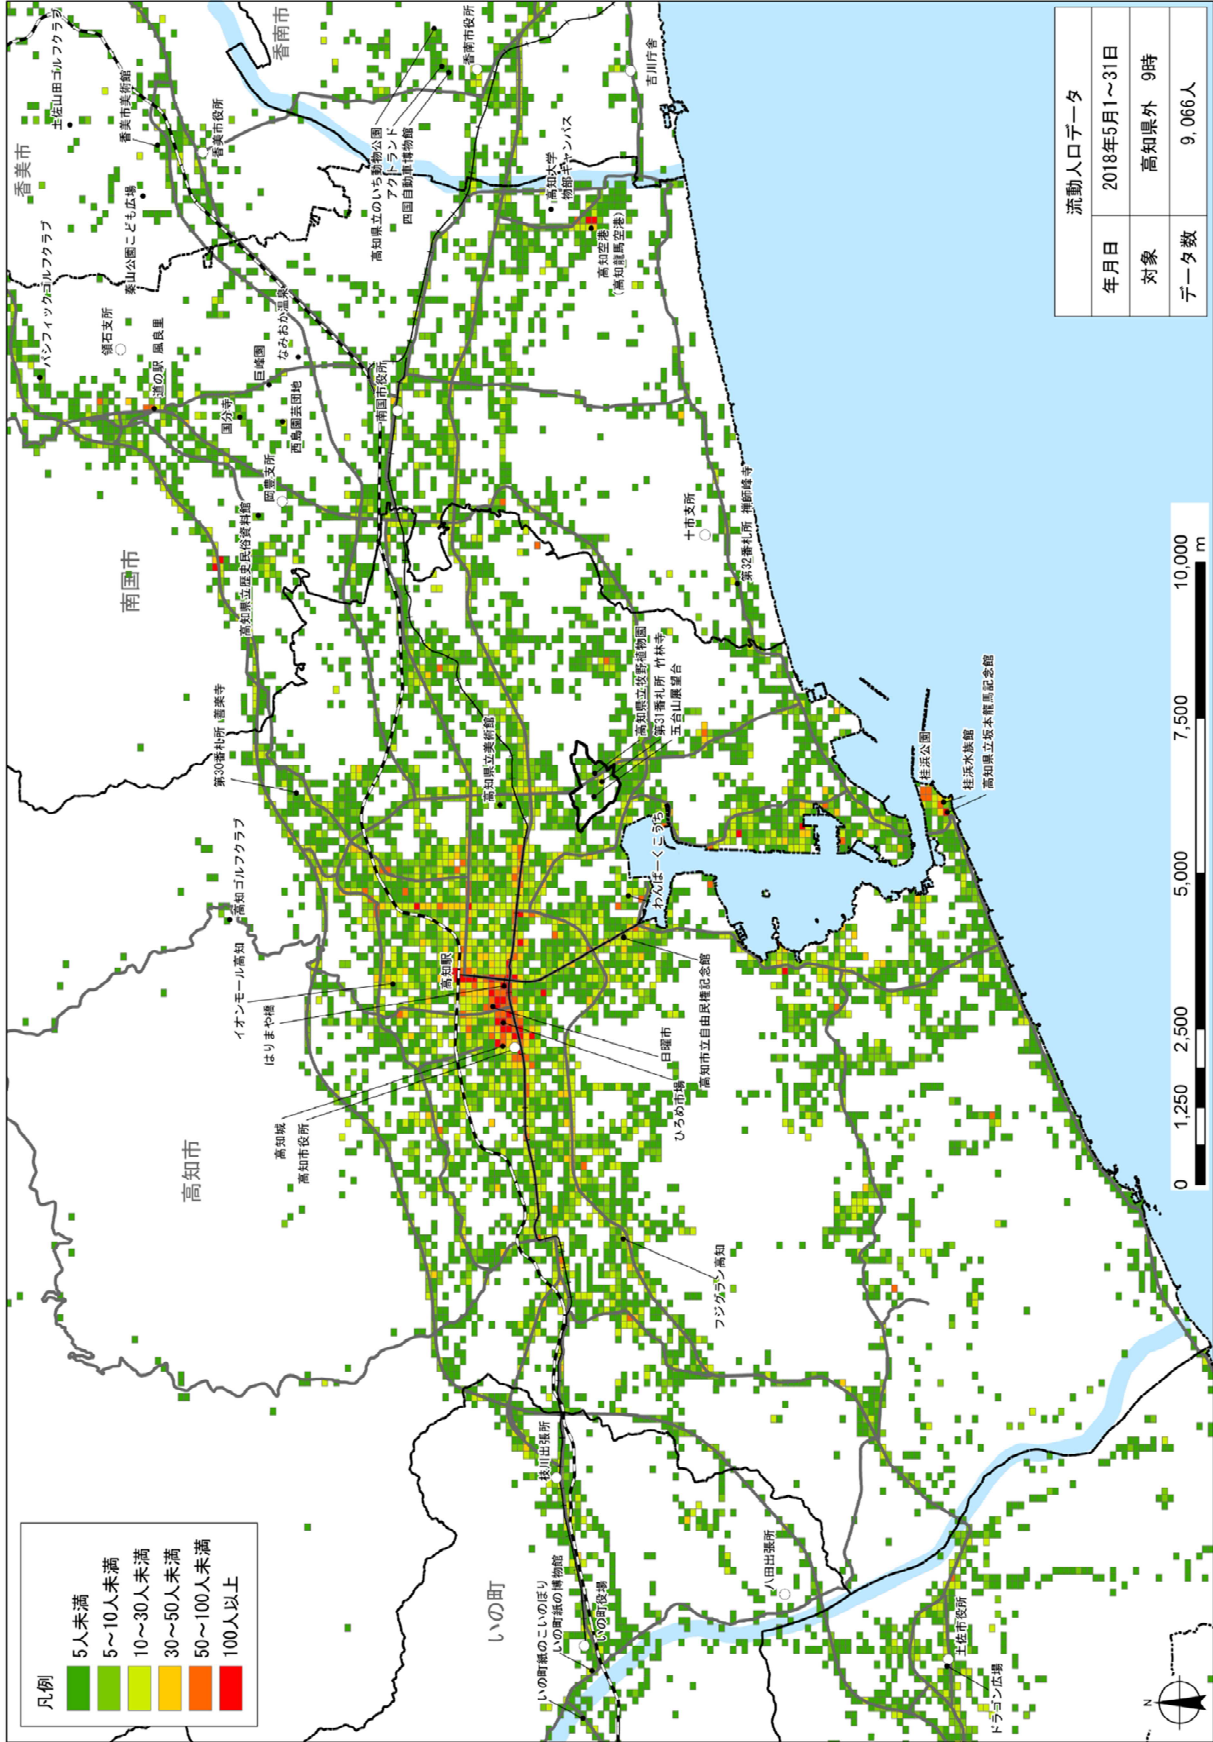 凡例
5人未満
5～10人未満
10～30人未満
30～50人未満
50～100人未満
100人以上
高知市
南国市
香美市
香南市
いの町
土佐山田ゴルフクラブ
香美市美術館
香美市役所
秦山公園こども広場
パシフィックゴルフクラブ
領石支所
道の駅 風良里
国分寺
巨峰園
西島園芸団地
なみおか温泉
岡豊支所
高知県立歴史民俗資料館
南国市役所
高知県立のいち動物公園
アクトランド
四国自動車博物館
香南市役所
吉川庁舎
高知大学
物部キャンパス
高知空港
(高知龍馬空港)
第30番札所 善楽寺
高知ゴルフクラブ
イオンモール高知
はりまや橋
高知駅
高知城
高知市役所
高知県立美術館
高知県立牧野植物園
第31番札所 竹林寺
五台山展望台
十市支所
第32番札所 禅師峰寺
わんぱーくこうち
高知市立自由民権記念館
日曜市
ひろめ市場
フジグラン高知
桂浜公園
桂浜水族館
高知県立坂本龍馬記念館
枝川出張所
いの町紙のこいのぼり
いの町紙の博物館
いの町役場
八田出張所
土佐市役所
ドラゴン広場
N
0 1,250 2,500 5,000 7,500 10,000
m
流動人口データ
年月日 2018年5月1～31日
対象 高知県外 9時
データ数 9,066人